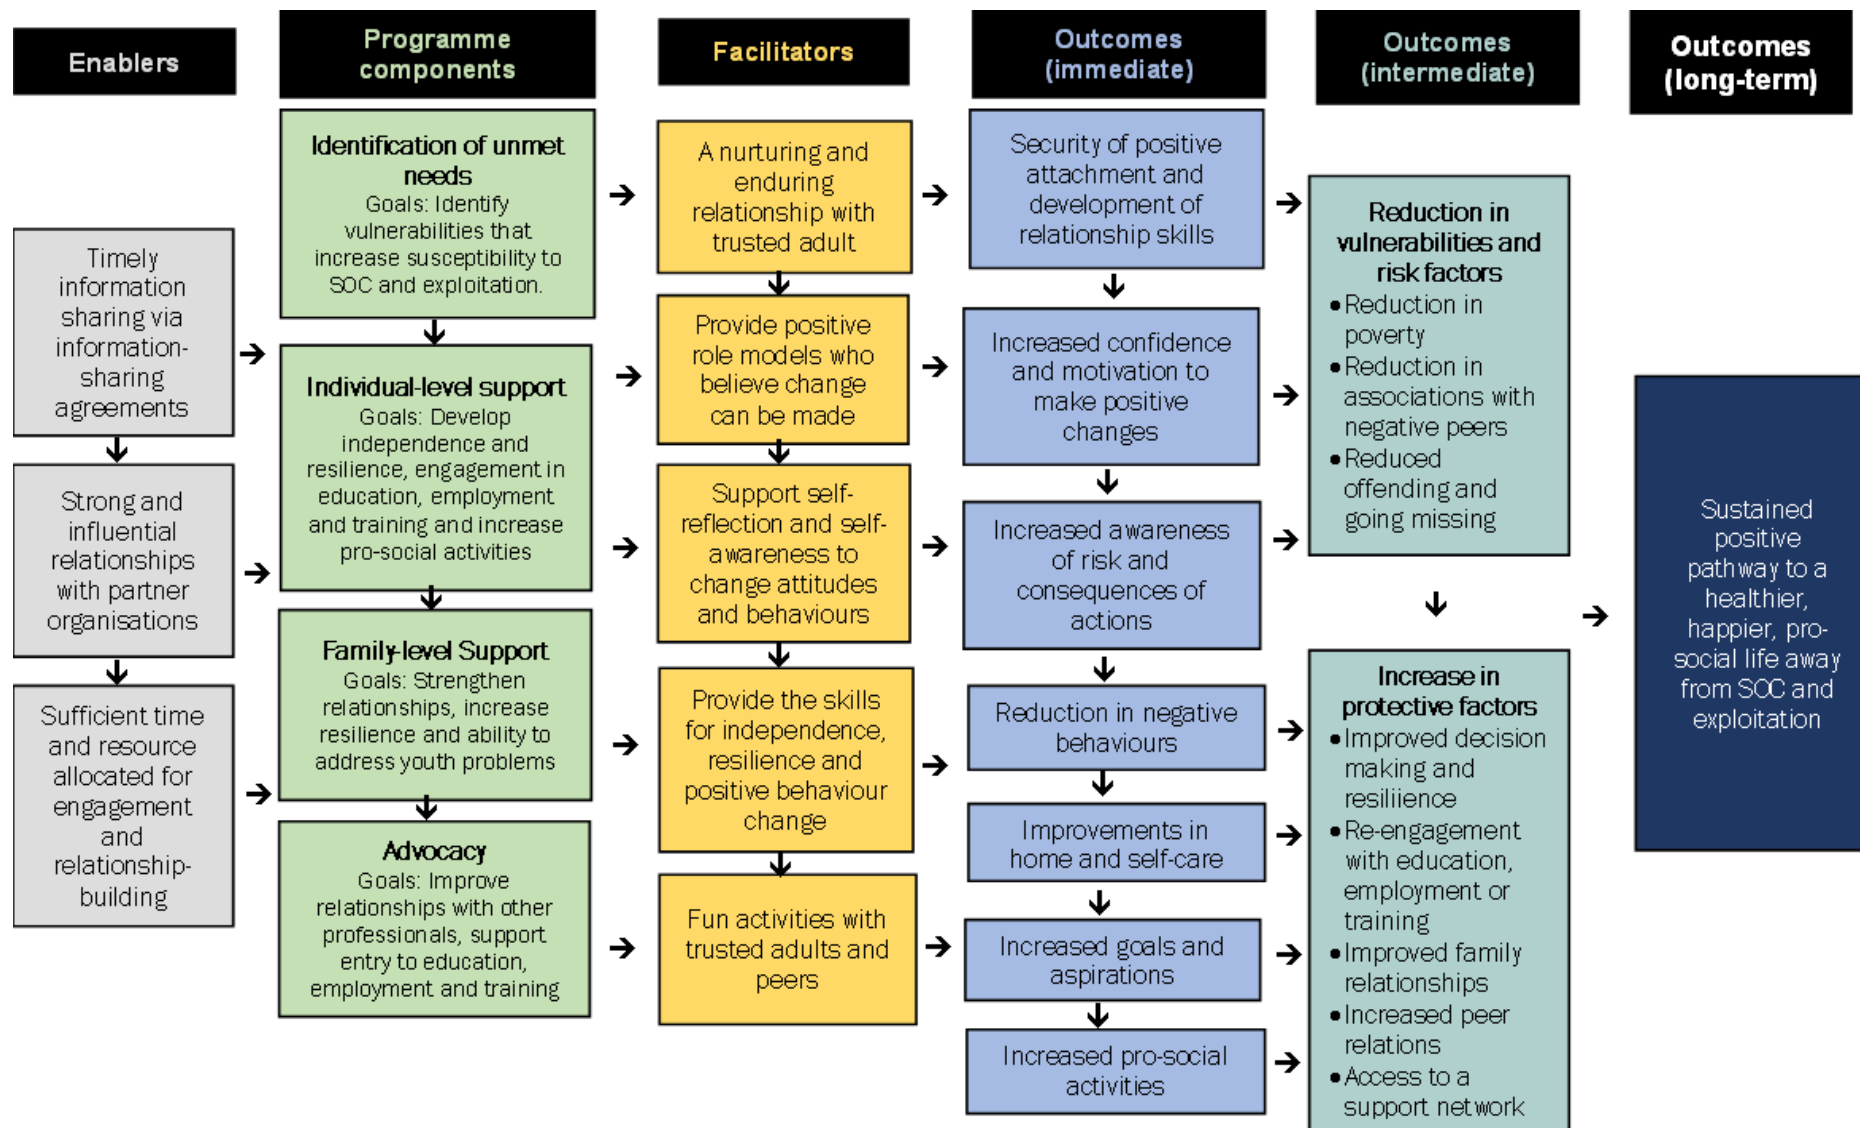 Enablers
Programme
components
Facilitators
Outcomes
(immediate)
Outcomes
(intermediate)
Outcomes
(long-term)
Timely
information
sharing via
information-
sharing
agreements
Strong and
influential
relationships
with partner
organisations
Sufficient time
and resource
allocated for
engagement
and
relationship-
building
Identification of unmet
needs
Goals: Identify
vulnerabilities that
increase susceptibility to
SOC and exploitation.
Individual-level support
Goals: Develop
independence and
resilience, engagement in
education, employment
and training and increase
pro-social activities
Family-level Support
Goals: Strengthen
relationships, increase
resilience and ability to
address youth problems
Advocacy
Goals: Improve
relationships with other
professionals, support
entry to education,
employment and training
A nurturing and
enduring
relationship with
trusted adult
Provide positive
role models who
believe change
can be made
Support self-
reflection and self-
awareness to
change attitudes
and behaviours
Provide the skills
for independence,
resilience and
positive behaviour
change
Fun activities with
trusted adults and
peers
Security of positive
attachment and
development of
relationship skills
Increased confidence
and motivation to
make positive
changes
Increased awareness
of risk and
consequences of
actions
Reduction in negative
behaviours
Improvements in
home and self-care
Increased goals and
aspirations
Increased pro-social
activities
Reduction in
vulnerabilities and
risk factors
• Reduction in
poverty
• Reduction in
associations with
negative peers
• Reduced
offending and
going missing
Increase in
protective factors
• Improved decision
making and
resiliience
• Re-engagement
with education,
employment or
training
• Improved family
relationships
• Increased peer
relations
• Access to a
support network
Sustained
positive
pathway to a
healthier,
happier, pro-
social life away
from SOC and
exploitation